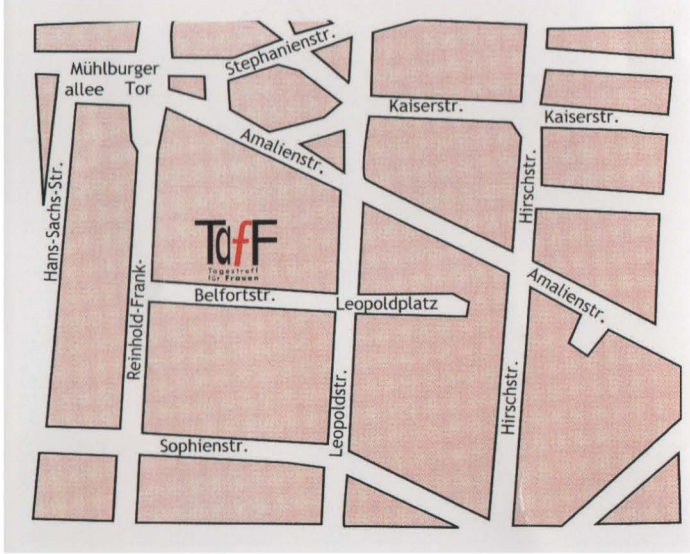 Stephanienstr.
Mühlburger
allee Tor
Kaiserstr.
Kaiserstr.
Amalienstr.
Hans-Sachs-Str.
Hirschstr.
TafF
Tagestreff
für Frauen
Reinhold-Frank-
Belfortstr.
Leopoldplatz
Amalienstr.
Leopoldstr.
Hirschstr.
Sophienstr.